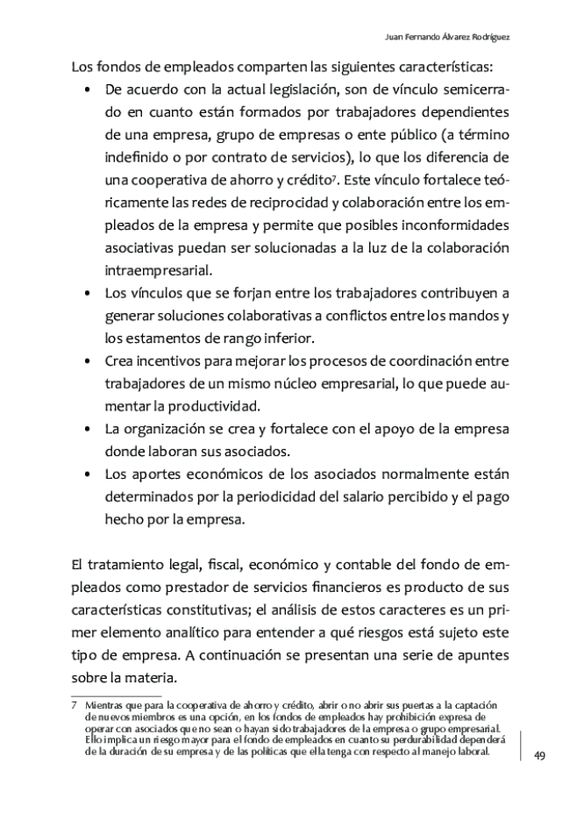 Juan Fernando Álvarez Rodríguez
Los fondos de empleados comparten las siguientes características:
• De acuerdo con la actual legislación, son de vínculo semicerra-
do en cuanto están formados por trabajadores dependientes
de una empresa, grupo de empresas o ente público (a término
indefinido o por contrato de servicios), lo que los diferencia de
una cooperativa de ahorro y crédito⁷. Este vínculo fortalece teó-
ricamente las redes de reciprocidad y colaboración entre los em-
pleados de la empresa y permite que posibles inconformidades
asociativas puedan ser solucionadas a la luz de la colaboración
intraempresarial.
• Los vínculos que se forjan entre los trabajadores contribuyen a
generar soluciones colaborativas a conflictos entre los mandos y
los estamentos de rango inferior.
• Crea incentivos para mejorar los procesos de coordinación entre
trabajadores de un mismo núcleo empresarial, lo que puede au-
mentar la productividad.
• La organización se crea y fortalece con el apoyo de la empresa
donde laboran sus asociados.
• Los aportes económicos de los asociados normalmente están
determinados por la periodicidad del salario percibido y el pago
hecho por la empresa.
El tratamiento legal, fiscal, económico y contable del fondo de em-
pleados como prestador de servicios financieros es producto de sus
características constitutivas; el análisis de estos caracteres es un pri-
mer elemento analítico para entender a qué riesgos está sujeto este
tipo de empresa. A continuación se presentan una serie de apuntes
sobre la materia.
7 Mientras que para la cooperativa de ahorro y crédito, abrir o no abrir sus puertas a la captación
de nuevos miembros es una opción, en los fondos de empleados hay prohibición expresa de
operar con asociados que no sean o hayan sido trabajadores de la empresa o grupo empresarial.
Ello implica un riesgo mayor para el fondo de empleados en cuanto su perdurabilidad dependerá
de la duración de su empresa y de las políticas que ella tenga con respecto al manejo laboral.
49